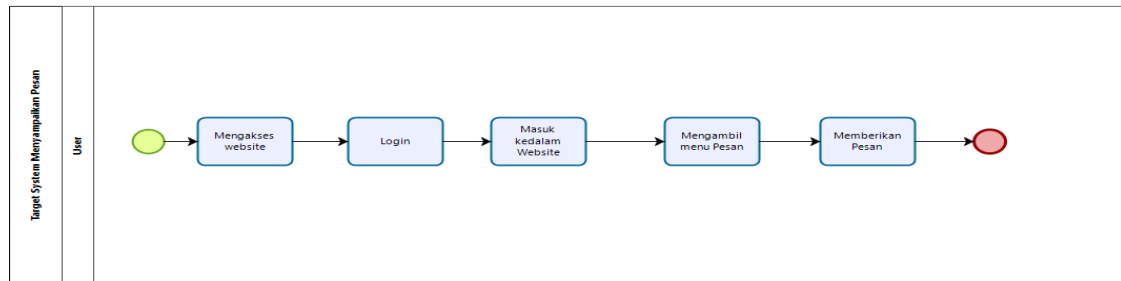 Target System Menyampaikan Pesan
User
Mengakses
website
Login
Masuk
kedalam
Website
Mengambil
menu Pesan
Memberikan
Pesan